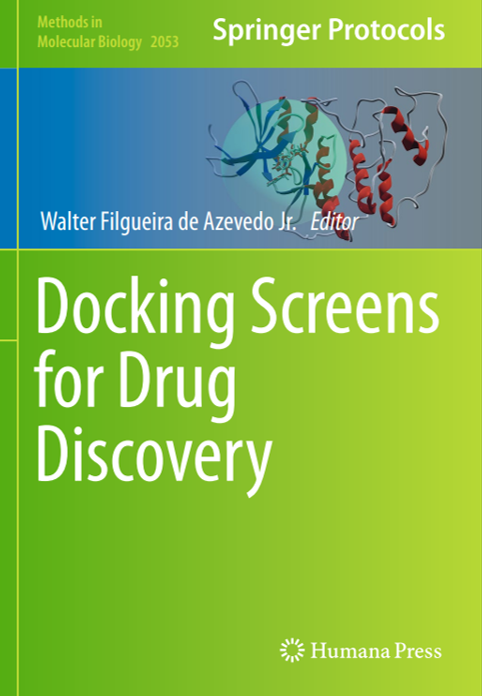 Methods in
Molecular Biology 2053
Springer Protocols
Walter Filgueira de Azevedo Jr. Editor
Docking Screens
for Drug
Discovery
Humana Press